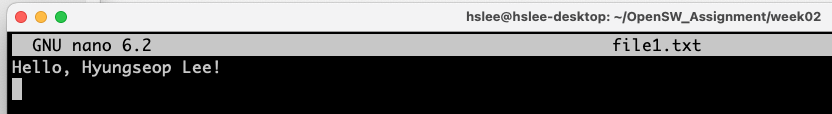 hslee@hslee-desktop: ~/OpenSW_Assignment/week02
GNU nano 6.2 file1.txt
Hello, Hyungseop Lee!